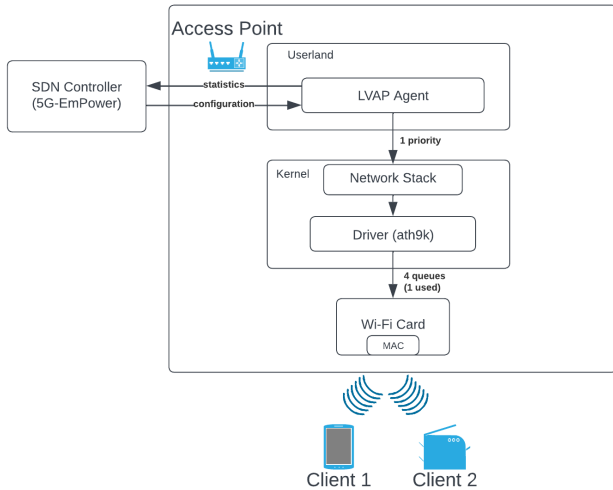 Access Point
Userland
SDN Controller
(5G-EmPower)
statistics
configuration
LVAP Agent
1 priority
Kernel
Network Stack
Driver (ath9k)
4 queues
(1 used)
Wi-Fi Card
MAC
Client 1
Client 2